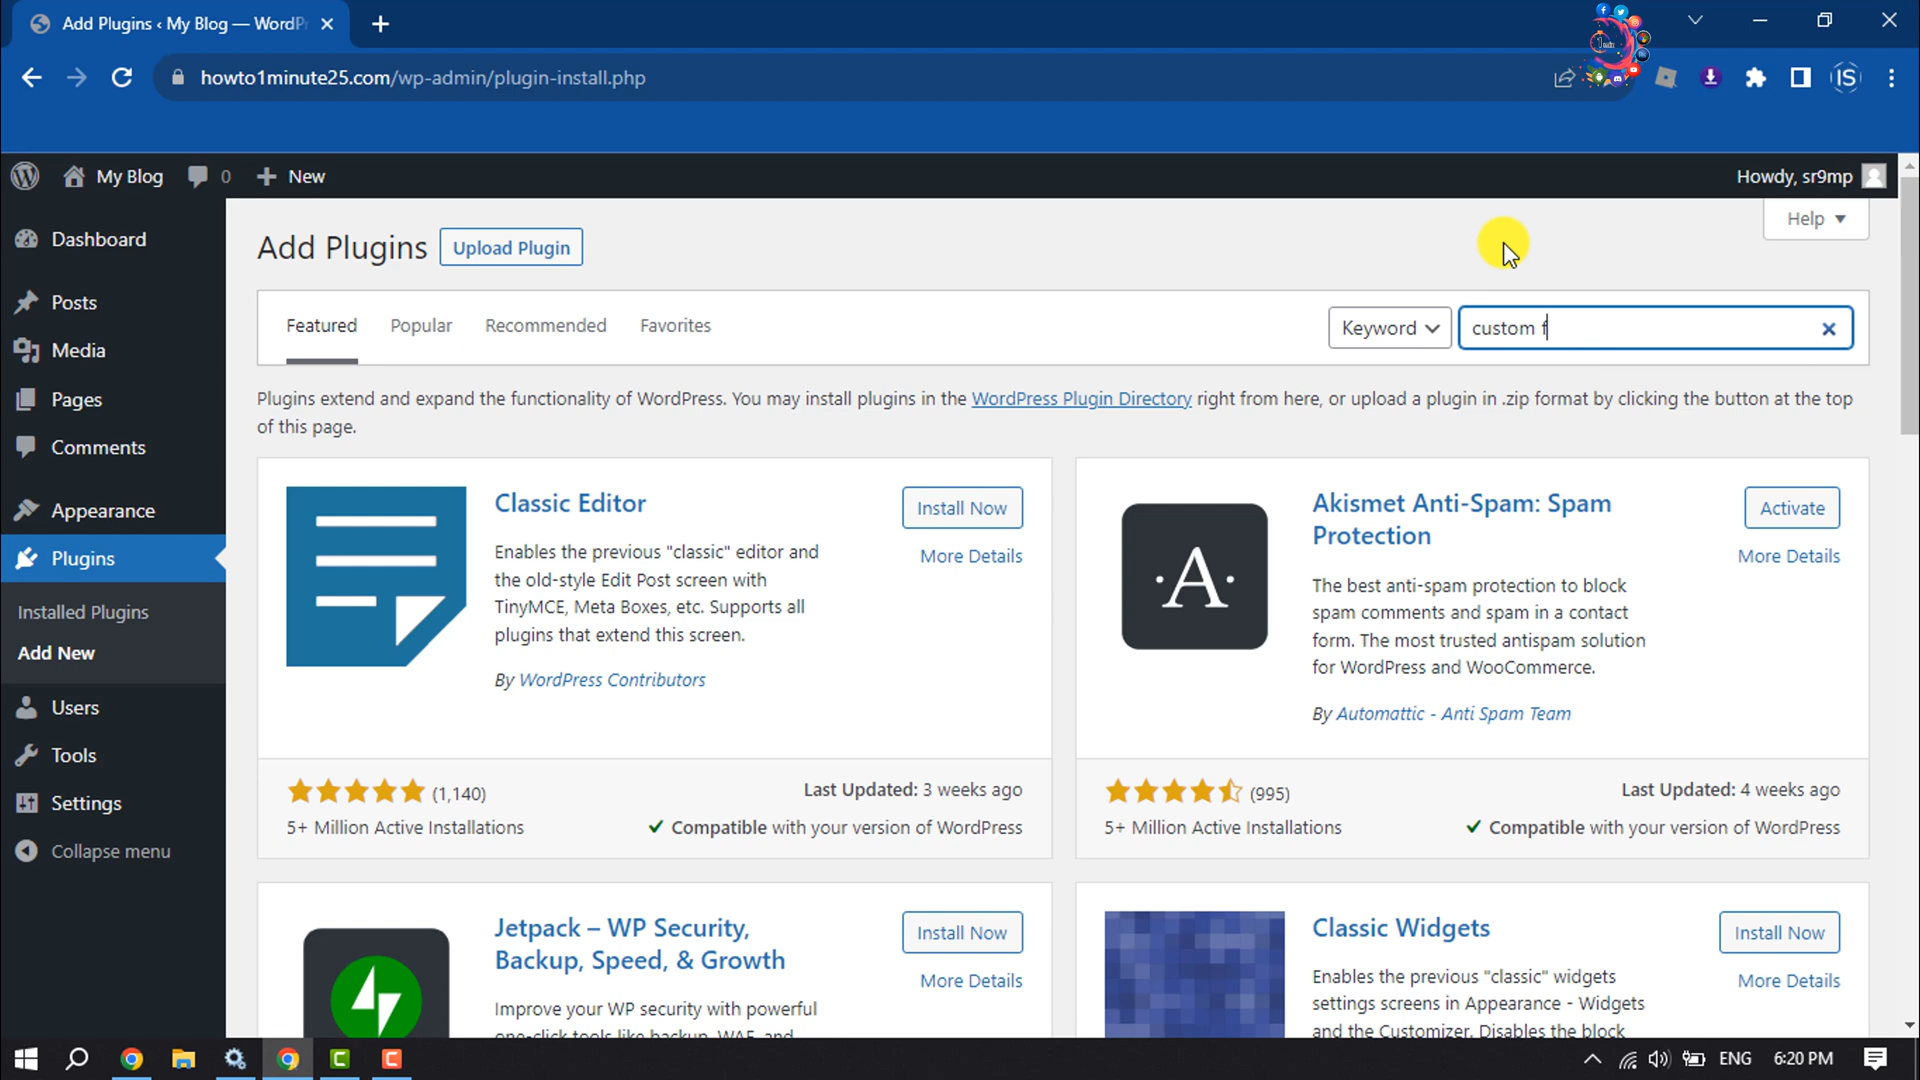 Add Plugins ‹ My Blog — WordPr
howto1minute25.com/wp-admin/plugin-install.php
IS
My Blog
0
New
Howdy, sr9mp
Dashboard
Posts
Media
Pages
Comments
Appearance
Plugins
Installed Plugins
Add New
Users
Tools
Settings
Collapse menu
Help
Add Plugins
Upload Plugin
Featured
Popular
Recommended
Favorites
Keyword
custom f
Plugins extend and expand the functionality of WordPress. You may install plugins in the WordPress Plugin Directory right from here, or upload a plugin in .zip format by clicking the button at the top
of this page.
Classic Editor
Install Now
More Details
Enables the previous "classic" editor and
the old-style Edit Post screen with
TinyMCE, Meta Boxes, etc. Supports all
plugins that extend this screen.
By WordPress Contributors
(1,140)
Last Updated: 3 weeks ago
5+ Million Active Installations
Compatible with your version of WordPress
·A·
Akismet Anti-Spam: Spam
Protection
Activate
More Details
The best anti-spam protection to block
spam comments and spam in a contact
form. The most trusted antispam solution
for WordPress and WooCommerce.
By Automattic - Anti Spam Team
(995)
Last Updated: 4 weeks ago
5+ Million Active Installations
Compatible with your version of WordPress
Jetpack – WP Security,
Backup, Speed, & Growth
Install Now
More Details
Improve your WP security with powerful
one-click tools like backup, WAF, and
Classic Widgets
Install Now
More Details
Enables the previous "classic" widgets
settings screens in Appearance - Widgets
and the Customizer. Disables the block
ENG
6:20 PM